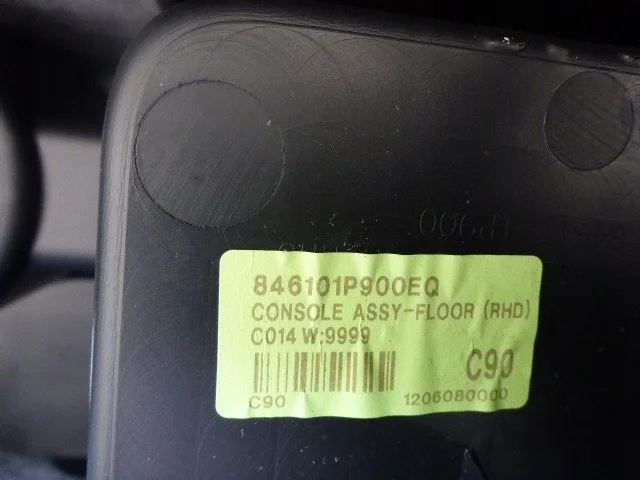 846101P900EQ
CONSOLE ASSY-FLOOR (RHD)
C014 W:9999
C90
C90 1206080000